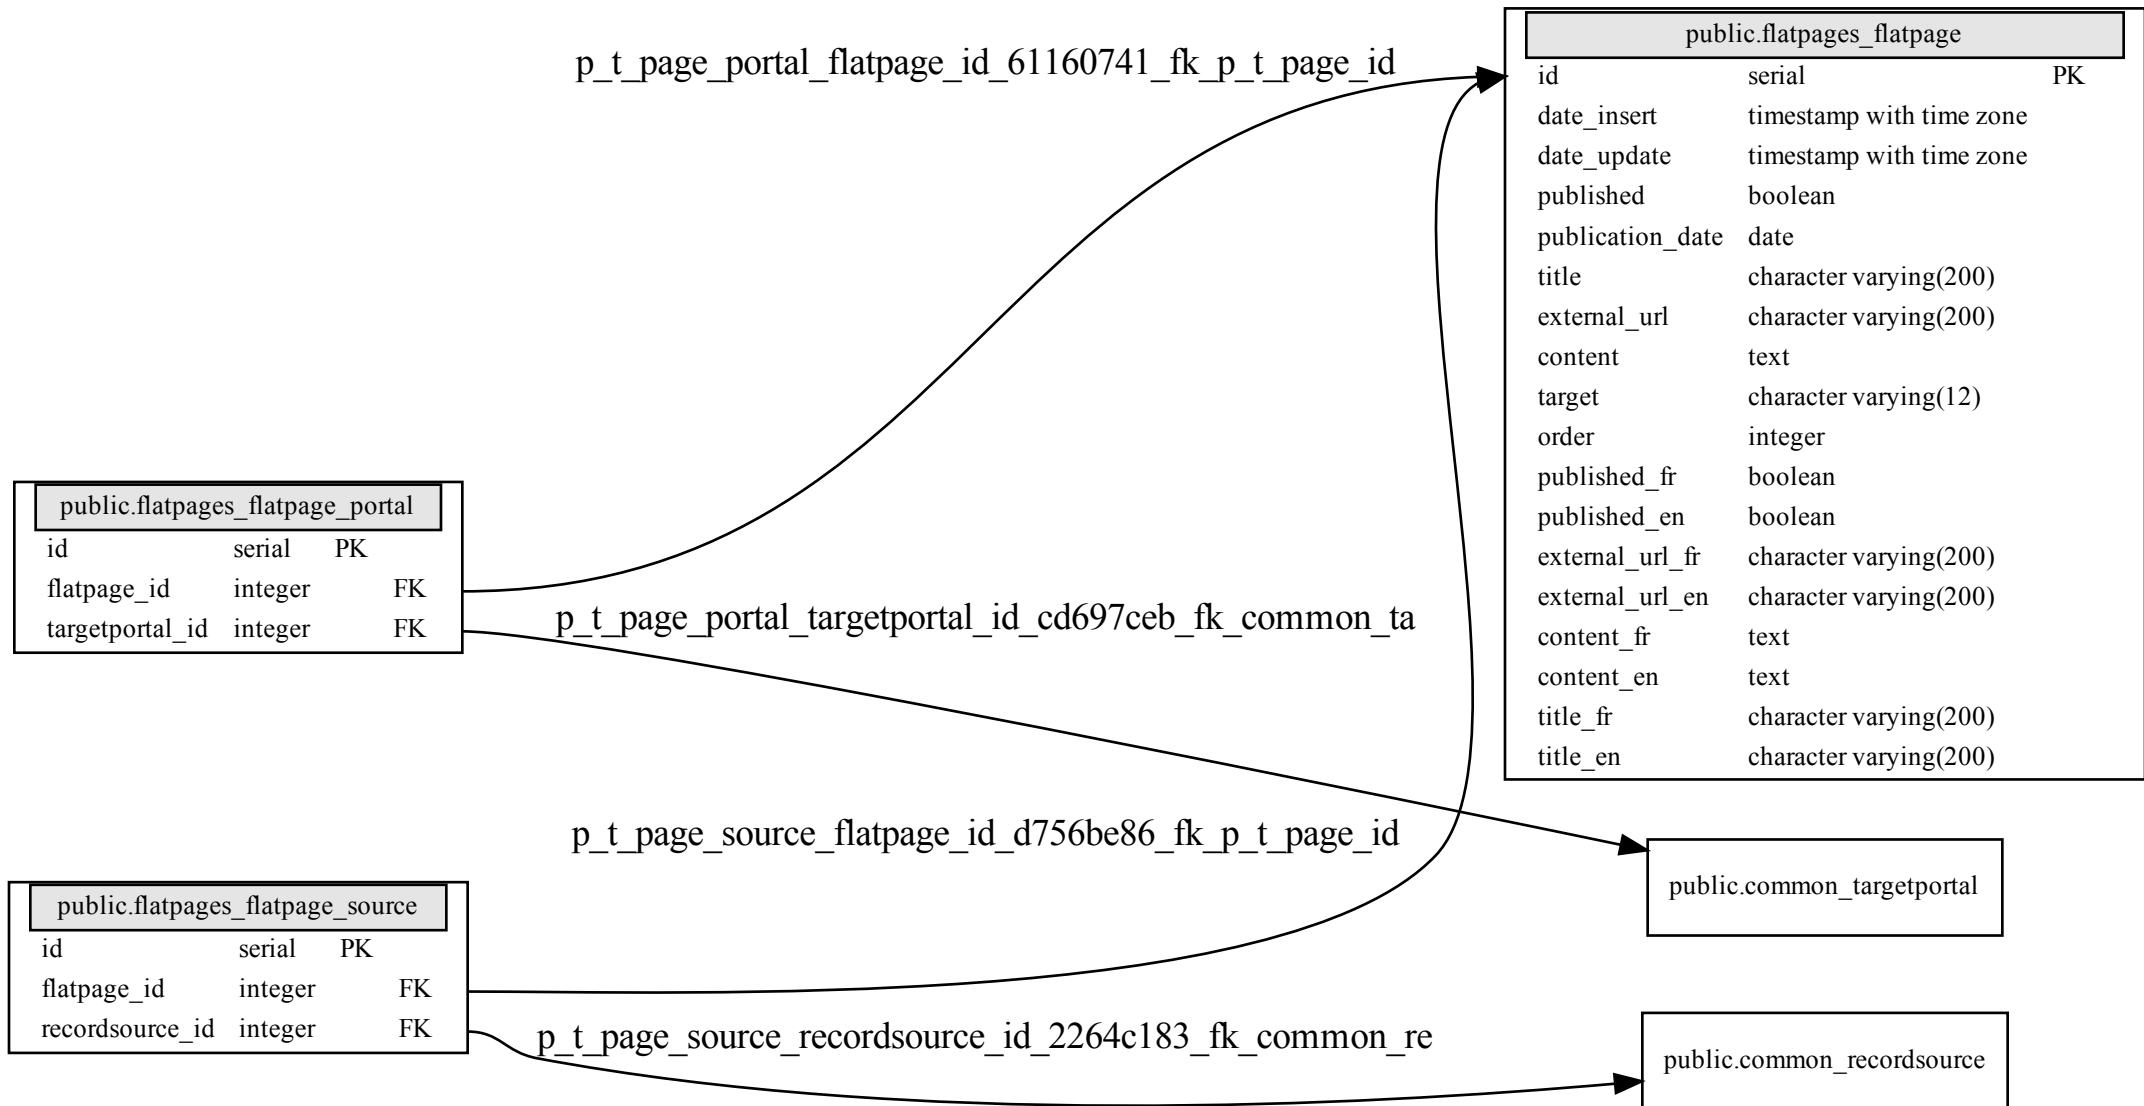 p_t_page_portal_flatpage_id_61160741_fk_p_t_page_id
public.flatpages_flatpage
id serial PK
date_insert timestamp with time zone
date_update timestamp with time zone
published boolean
publication_date date
title character varying(200)
external_url character varying(200)
content text
target character varying(12)
order integer
published_fr boolean
published_en boolean
external_url_fr character varying(200)
external_url_en character varying(200)
content_fr text
content_en text
title_fr character varying(200)
title_en character varying(200)
public.flatpages_flatpage_portal
id serial PK
flatpage_id integer FK
targetportal_id integer FK
p_t_page_portal_targetportal_id_cd697ceb_fk_common_ta
p_t_page_source_flatpage_id_d756be86_fk_p_t_page_id
public.common_targetportal
public.flatpages_flatpage_source
id serial PK
flatpage_id integer FK
recordsource_id integer FK
p_t_page_source_recordsource_id_2264c183_fk_common_re
public.common_recordsource